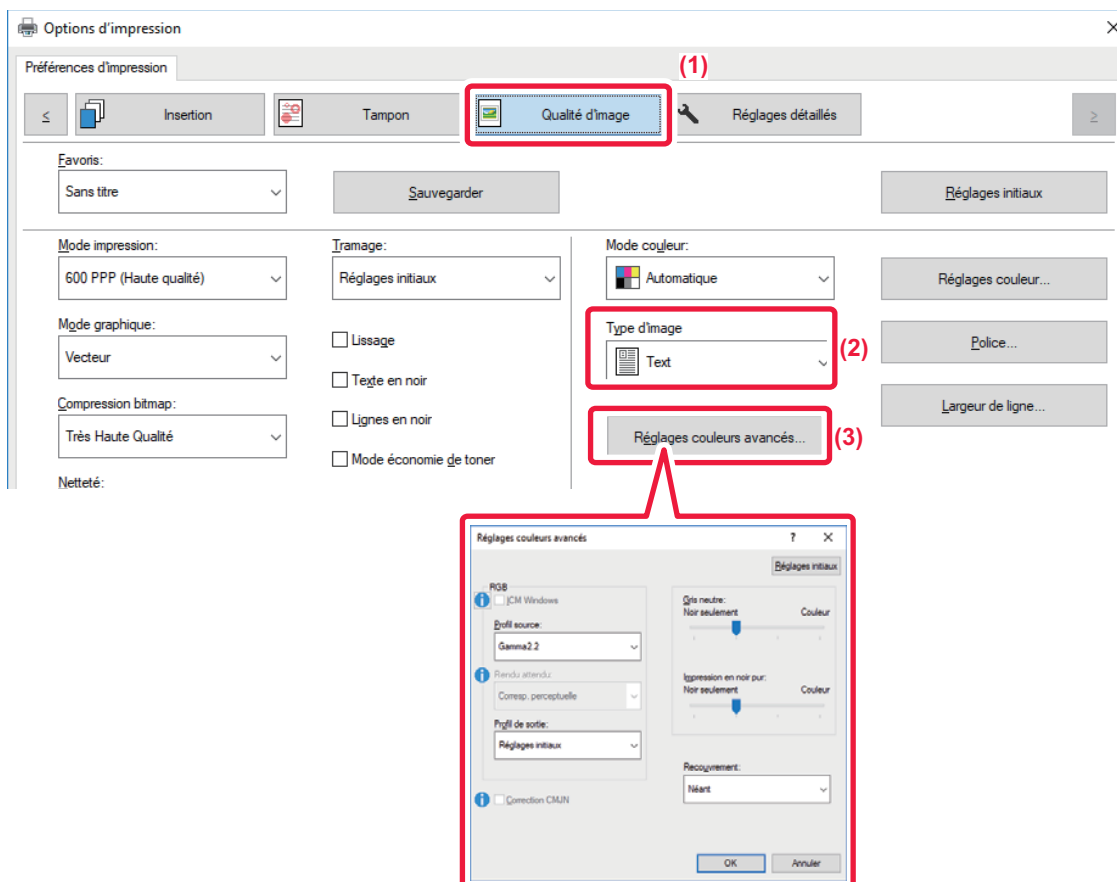 Options d'impression
Préférences d'impression
(1)
< Insertion Tampon Qualité d'image Réglages détaillés >
Favoris:
Sans titre Sauvegarder Réglages initiaux
Mode impression: Tramage: Mode couleur:
600 PPP (Haute qualité) Réglages initiaux Automatique Réglages couleur...
Mode graphique: Type d'image
Vecteur Lissage Text (2) Police...
Texte en noir
Compression bitmap: Lignes en noir Largeur de ligne...
Très Haute Qualité Réglages couleurs avancés... (3)
Mode économie de toner
Netteté:
Réglages couleurs avancés ? ×
Réglages initiaux
RGB
ICM Windows
Profil source:
Gamma2.2
Rendu attendu:
Corresp. perceptuelle
Profil de sortie:
Réglages initiaux
Correction CMJN
Gris neutre:
Noir seulement Couleur
Impression en noir pur:
Noir seulement Couleur
Recouvrement:
Néant
OK Annuler